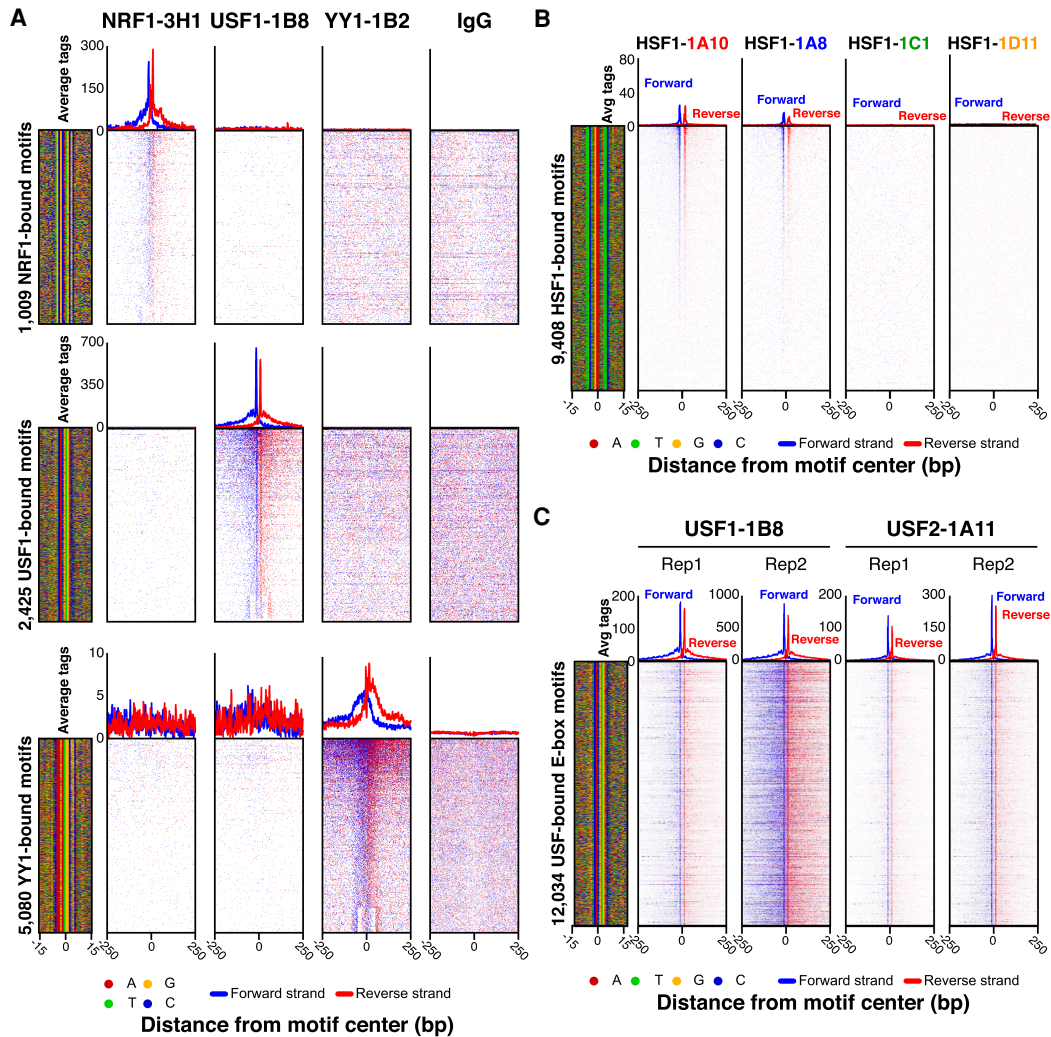 A
NRF1-3H1 USF1-1B8 YY1-1B2 IgG
300
150
0
Average tags
1,009 NRF1-bound motifs
700
350
0
Average tags
2,425 USF1-bound motifs
10
5
0
Average tags
5,080 YY1-bound motifs
-15 0 15 -250 0 250 -250 0 250 -250 0 250 -250 0 250
A G
T C
Forward strand Reverse strand
Distance from motif center (bp)
B
HSF1-1A10 HSF1-1A8 HSF1-1C1 HSF1-1D11
80
40
0
Avg tags
Forward Reverse Forward Reverse Forward Reverse Forward Reverse
9,408 HSF1-bound motifs
-15 0 15 -250 0 250 -250 0 250 -250 0 250 -250 0 250
A T G C Forward strand Reverse strand
Distance from motif center (bp)
C
USF1-1B8 USF2-1A11
Rep1 Rep2 Rep1 Rep2
200 1000 200 300
100 500 100 150
0 0 0 0
Avg tags
Forward Reverse Forward Reverse Forward Reverse Forward Reverse
12,034 USF-bound E-box motifs
-15 0 15 -250 0 250 -250 0 250 -250 0 250 -250 0 250
A T G C Forward strand Reverse strand
Distance from motif center (bp)